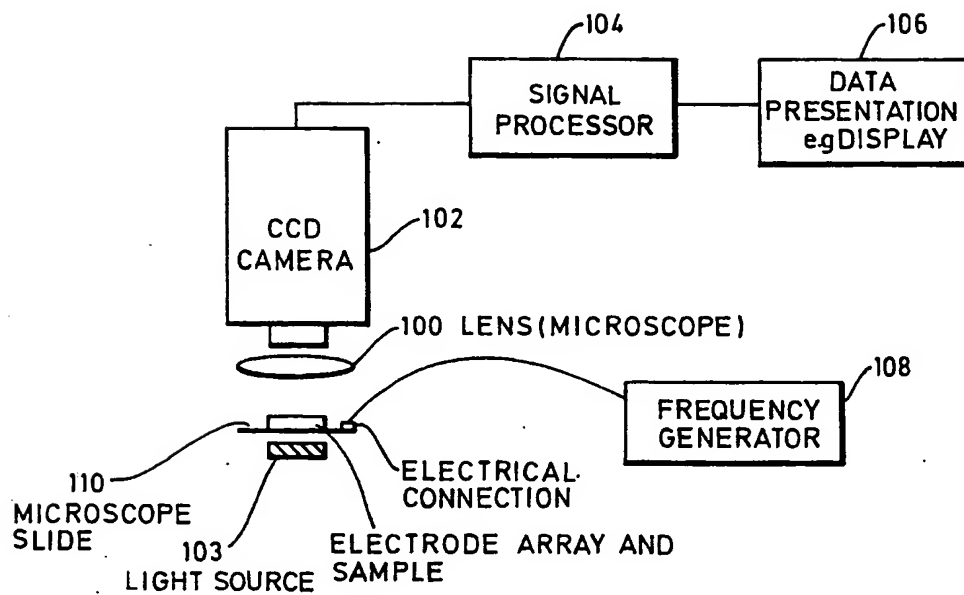 104
106
SIGNAL
PROCESSOR
DATA
PRESENTATION
e.g DISPLAY
CCD
CAMERA
102
100 LENS (MICROSCOPE)
108
FREQUENCY
GENERATOR
110
MICROSCOPE
SLIDE
103
LIGHT SOURCE
ELECTRICAL
CONNECTION
ELECTRODE ARRAY AND
SAMPLE